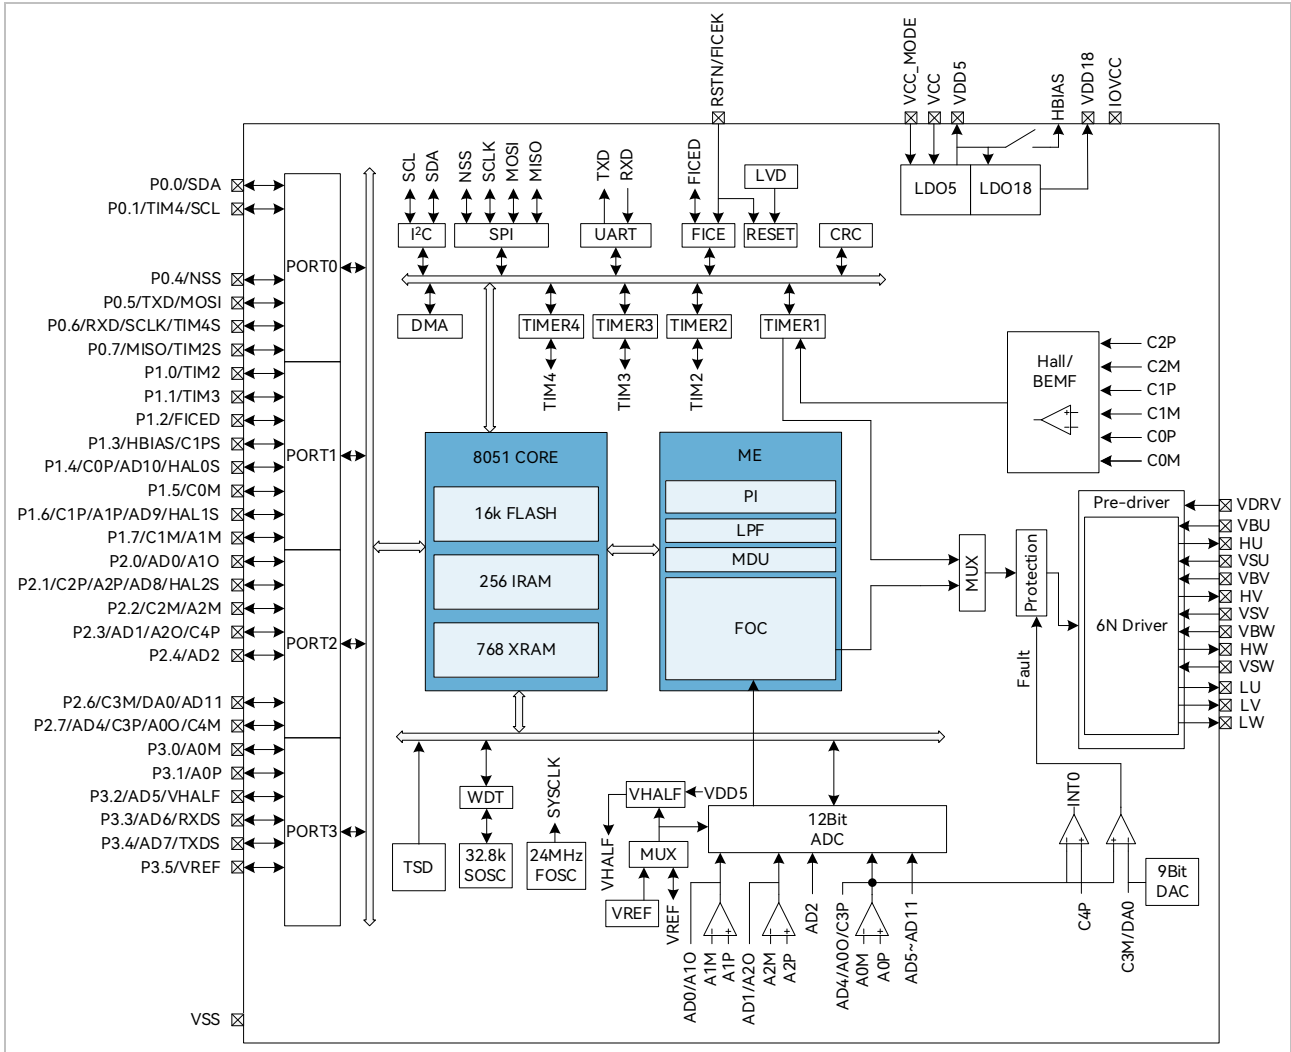 RSTN/FICEK
VCC_MODE
VCC
VDD5
HBIAS
VDD18
IOVCC
SCL
SDA
NSS
SCLK
MOSI
MISO
TXD
RXD
FICED
LVD
LDO5
LDO18
I²C
SPI
UART
FICE
RESET
CRC
DMA
TIMER4
TIMER3
TIMER2
TIMER1
TIM4
TIM3
TIM2
P0.0/SDA
P0.1/TIM4/SCL
P0.4/NSS
P0.5/TXD/MOSI
P0.6/RXD/SCLK/TIM4S
P0.7/MISO/TIM2S
P1.0/TIM2
P1.1/TIM3
P1.2/FICED
P1.3/HBIAS/C1PS
P1.4/C0P/AD10/HAL0S
P1.5/C0M
P1.6/C1P/A1P/AD9/HAL1S
P1.7/C1M/A1M
P2.0/AD0/A1O
P2.1/C2P/A2P/AD8/HAL2S
P2.2/C2M/A2M
P2.3/AD1/A2O/C4P
P2.4/AD2
P2.6/C3M/DA0/AD11
P2.7/AD4/C3P/A0O/C4M
P3.0/A0M
P3.1/A0P
P3.2/AD5/VHALF
P3.3/AD6/RXDS
P3.4/AD7/TXDS
P3.5/VREF
VSS
PORT0
PORT1
PORT2
PORT3
8051 CORE
16k FLASH
256 IRAM
768 XRAM
ME
PI
LPF
MDU
FOC
Hall/
BEMF
C2P
C2M
C1P
C1M
C0P
C0M
MUX
Protection
Fault
Pre-driver
6N Driver
VDRV
VBU
HU
VSU
VBV
HV
VSV
VBW
HW
VSW
LU
LV
LW
TSD
WDT
32.8k
SOSC
SYSCLK
24MHz
FOSC
VHALF
VDD5
VHALF
MUX
VREF
VREF
12Bit
ADC
INT0
9Bit
DAC
AD0/A1O
A1M
A1P
AD1/A2O
A2M
A2P
AD2
AD4/A0O/C3P
A0M
A0P
AD5~AD11
C4P
C3M/DA0